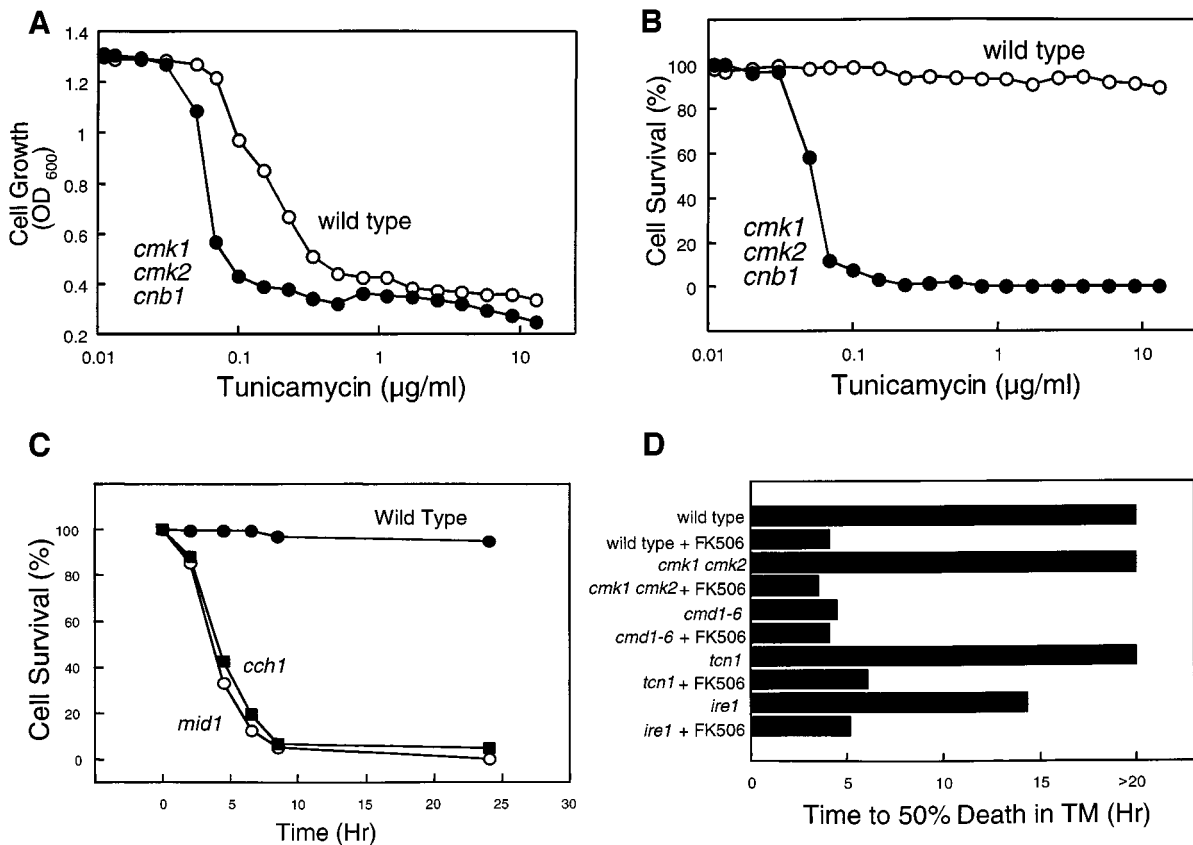 A
Cell Growth
(OD 600)
1.4
1.2
1
0.8
0.6
0.4
0.2
wild type
cmk1
cmk2
cnb1
0.01
0.1
1
10
Tunicamycin (µg/ml)
B
Cell Survival (%)
100
80
60
40
20
0
wild type
cmk1
cmk2
cnb1
0.01
0.1
1
10
Tunicamycin (µg/ml)
C
Cell Survival (%)
100
80
60
40
20
0
Wild Type
cch1
mid1
0
5
10
15
20
25
30
Time (Hr)
D
wild type
wild type + FK506
cmk1 cmk2
cmk1 cmk2 + FK506
cmd1-6
cmd1-6 + FK506
tcn1
tcn1 + FK506
ire1
ire1 + FK506
0
5
10
15
>20
Time to 50% Death in TM (Hr)